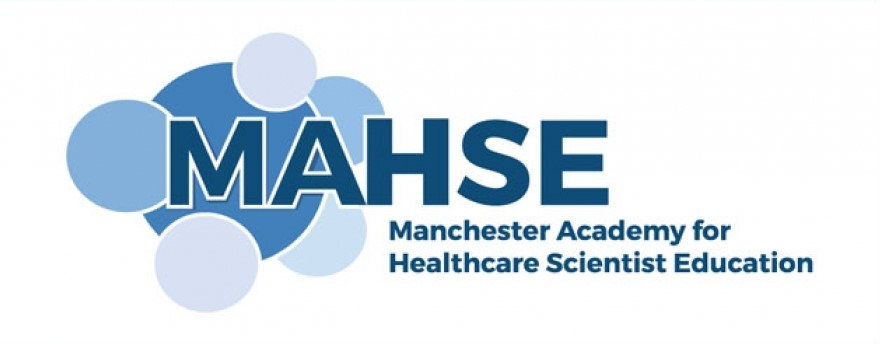 MAHSE
Manchester Academy for
Healthcare Scientist Education